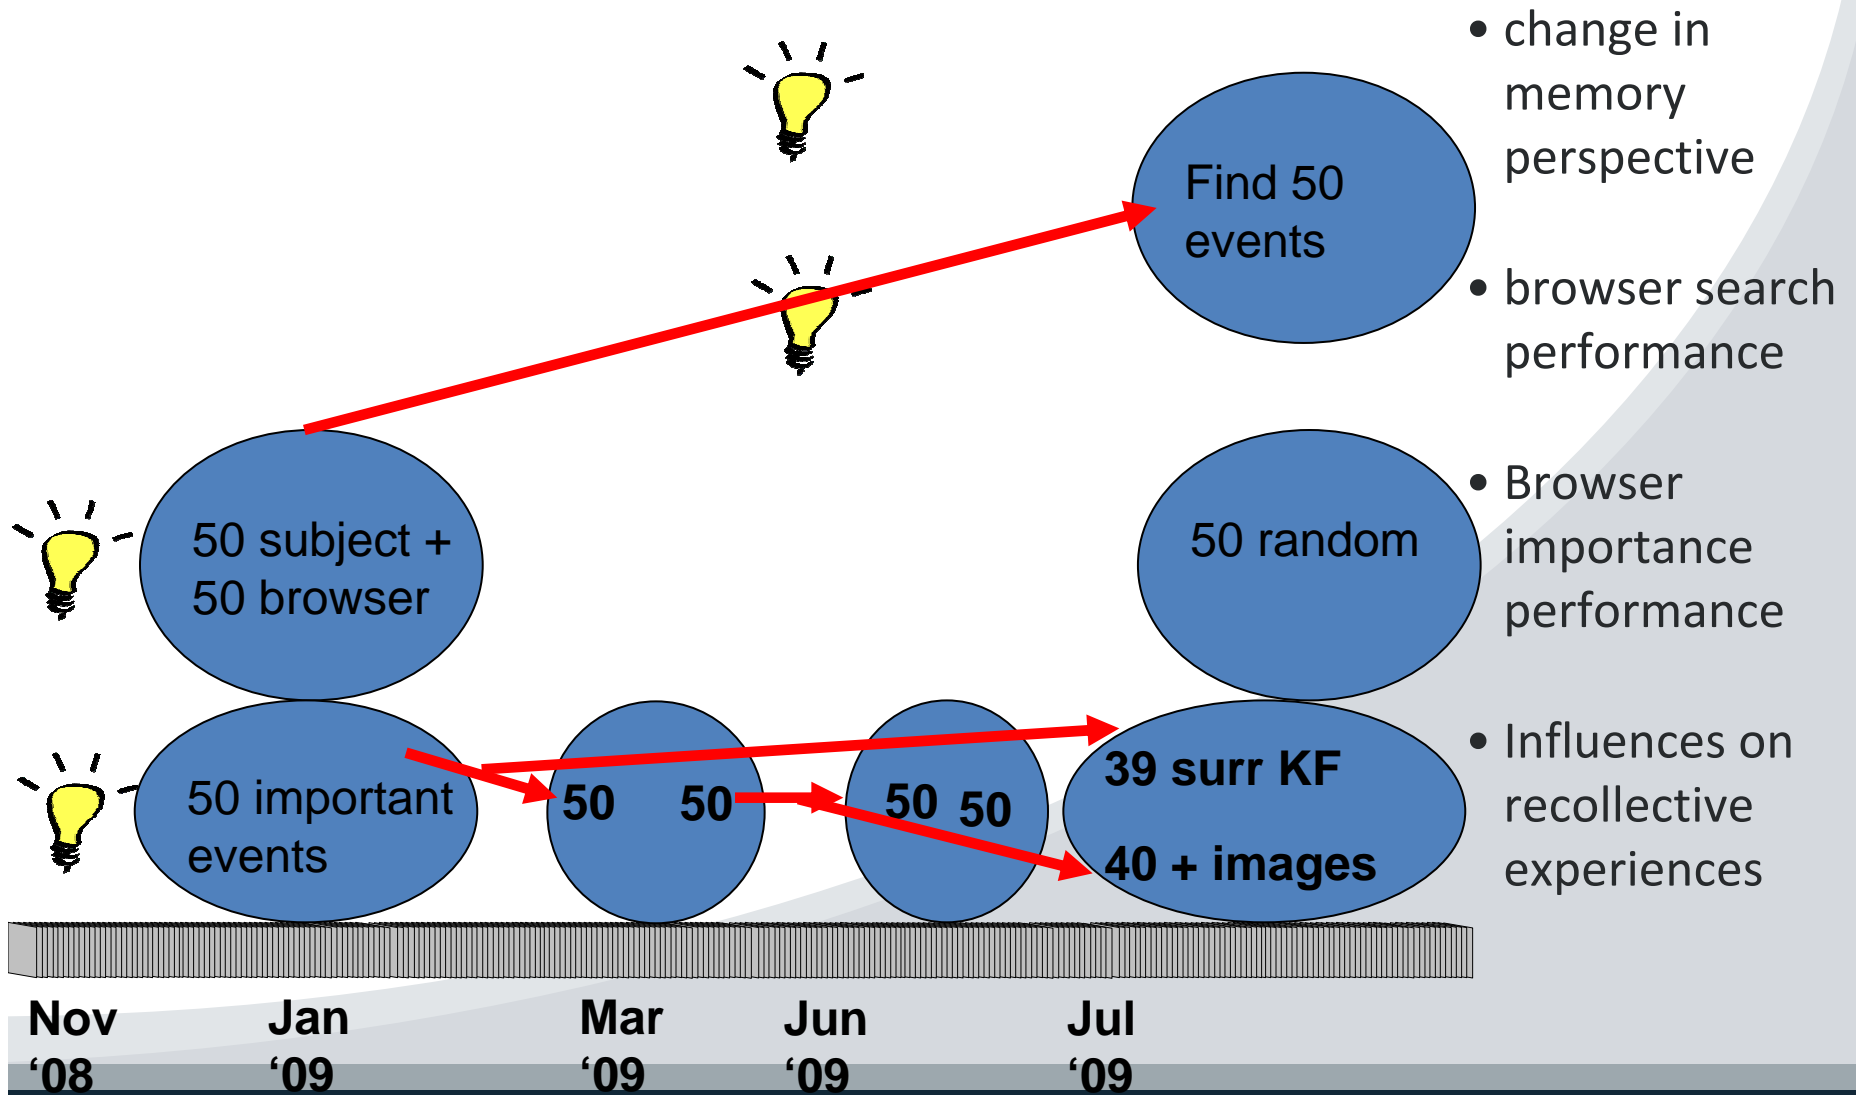 • change in
memory
perspective
Find 50
events
• browser search
performance
50 subject +
50 browser
50 random
• Browser
importance
performance
50 important
events
50 50
50 50
39 surr KF
40 + images
• Influences on
recollective
experiences
Nov
‘08
Jan
‘09
Mar
‘09
Jun
‘09
Jul
‘09